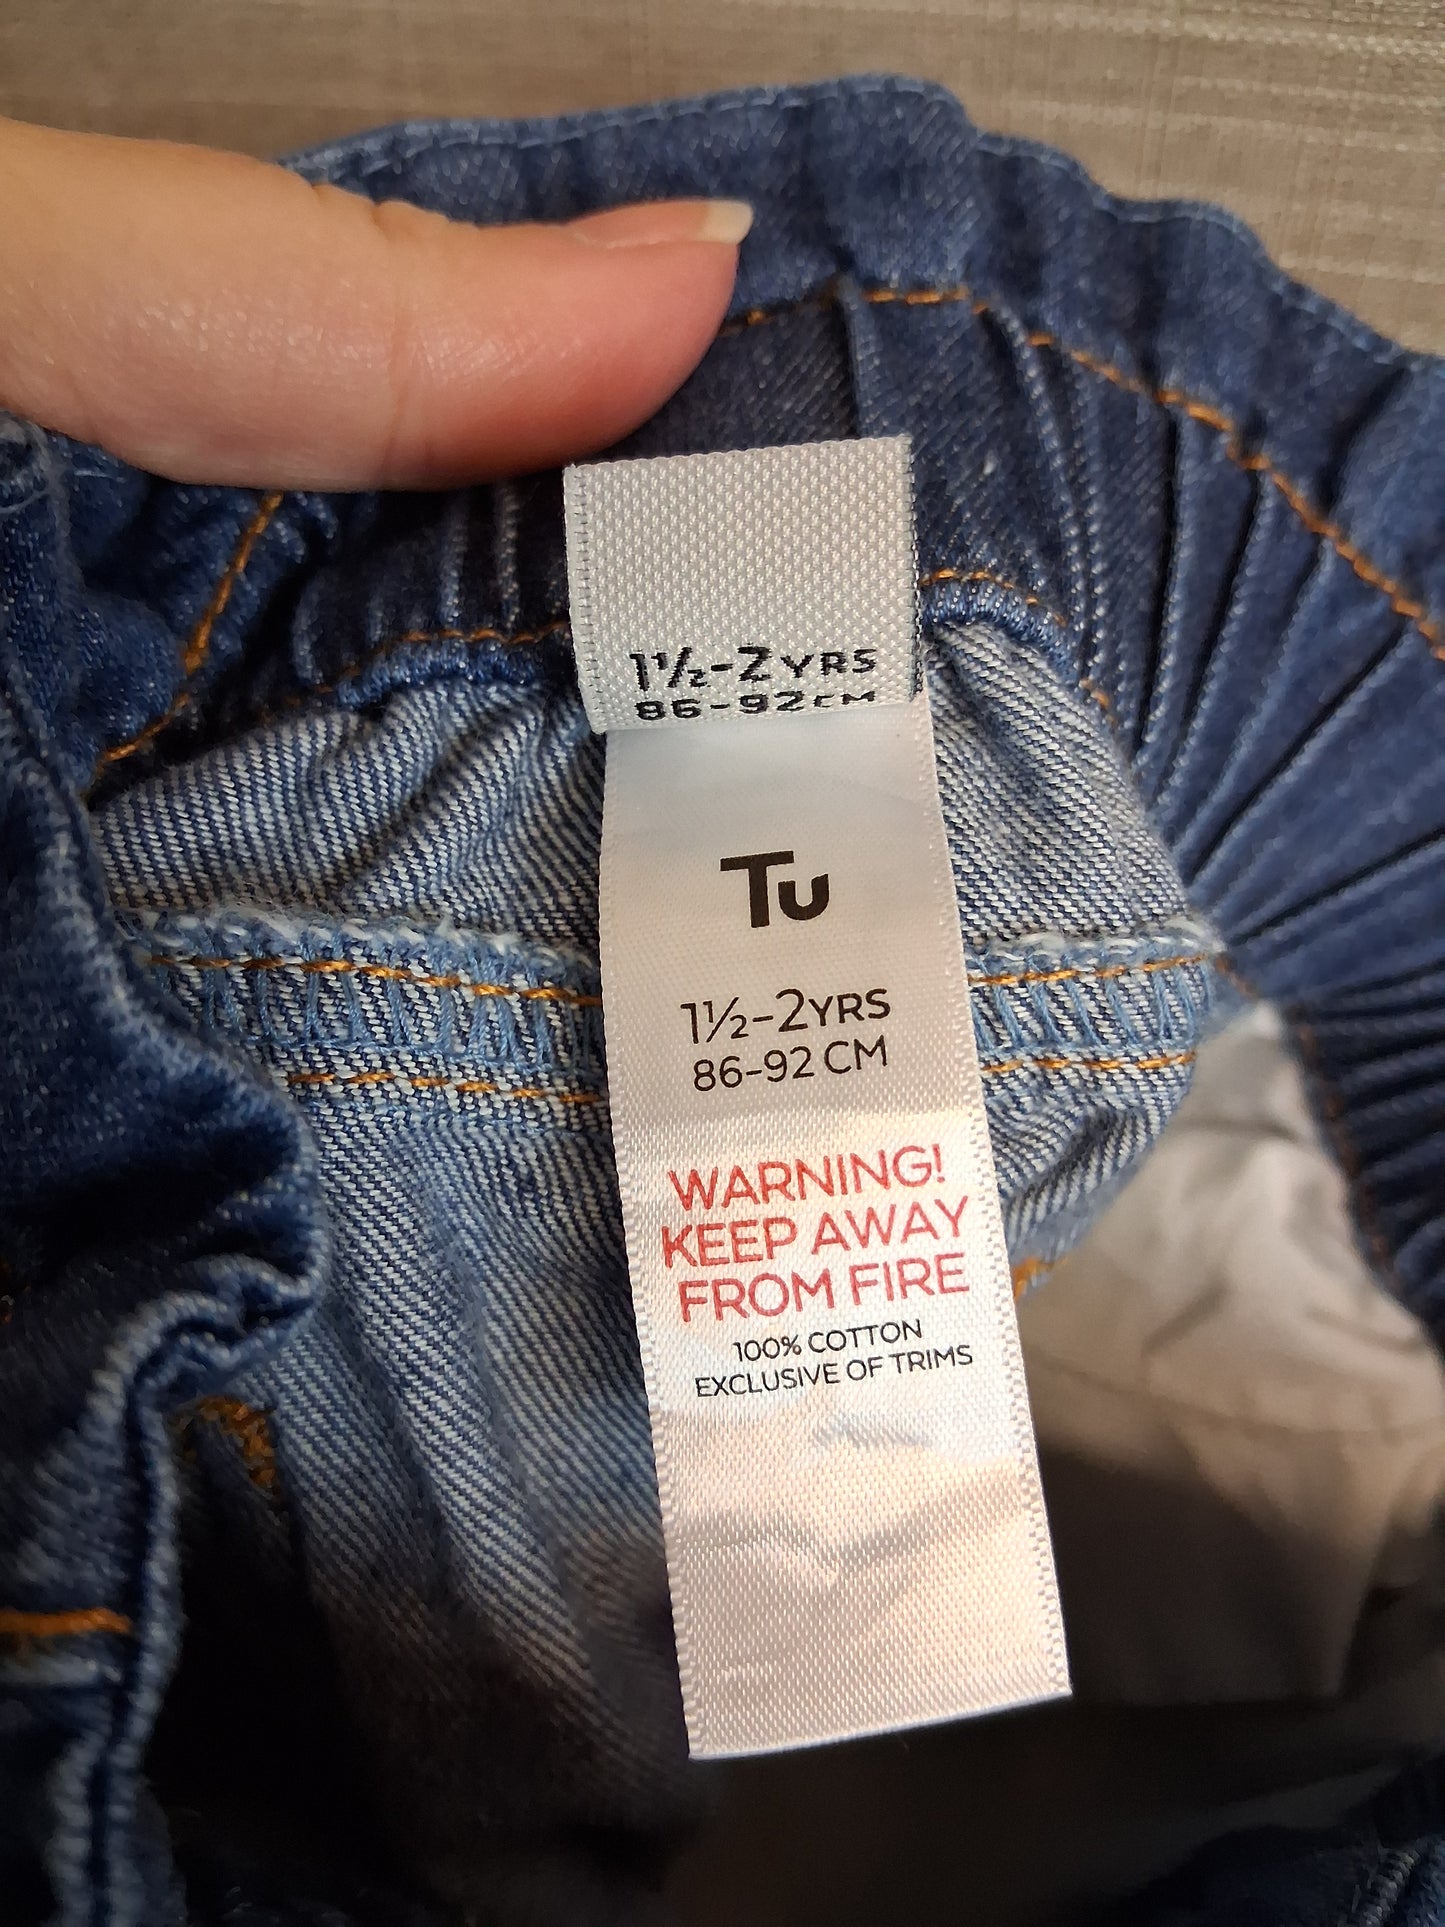 1½-2YRS
86-92CM
Tu
1½-2YRS
86-92 CM
WARNING!
KEEP AWAY
FROM FIRE
100% COTTON
EXCLUSIVE OF TRIMS